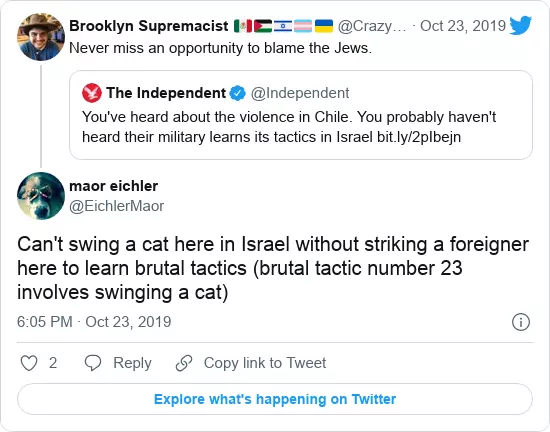 Brooklyn Supremacist 🇲🇽🇵🇸🇮🇱🏳️‍⚧️🇺🇦 @Crazy… · Oct 23, 2019
Never miss an opportunity to blame the Jews.
The Independent @Independent
You've heard about the violence in Chile. You probably haven't
heard their military learns its tactics in Israel bit.ly/2pIbejn
maor eichler
@EichlerMaor
Can't swing a cat here in Israel without striking a foreigner
here to learn brutal tactics (brutal tactic number 23
involves swinging a cat)
6:05 PM · Oct 23, 2019
2 Reply Copy link to Tweet
Explore what's happening on Twitter